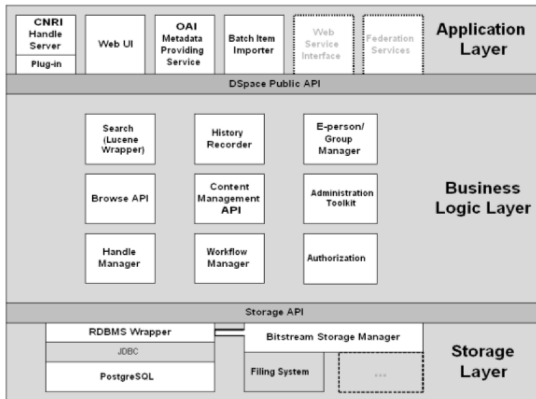 CNRI
Handle
Server
Plug-in
Web UI
OAI
Metadata
Providing
Service
Batch Item
Importer
Web
Service
Interface
Federation
Services
Application
Layer
DSpace Public API
Search
(Lucene
Wrapper)
History
Recorder
E-person/
Group
Manager
Browse API
Content
Management
API
Administration
Toolkit
Business
Logic Layer
Handle
Manager
Workflow
Manager
Authorization
Storage API
RDBMS Wrapper
JDBC
PostgreSQL
Bitstream Storage Manager
Filing System
...
Storage
Layer